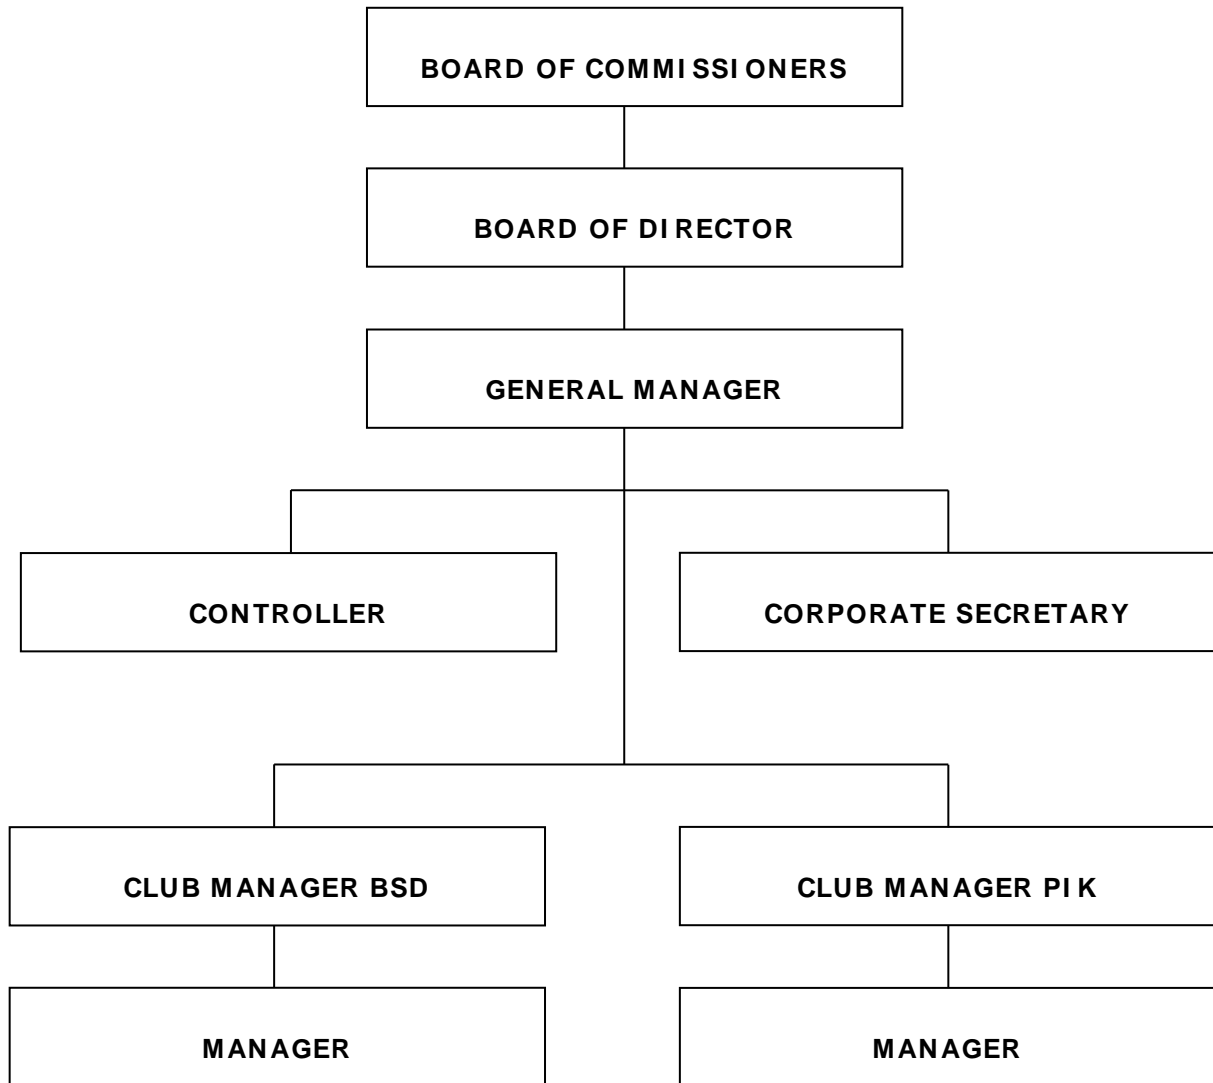 BOARD OF COMMISSIONERS
BOARD OF DIRECTOR
GENERAL MANAGER
CONTROLLER
CORPORATE SECRETARY
CLUB MANAGER BSD
CLUB MANAGER PIK
MANAGER
MANAGER